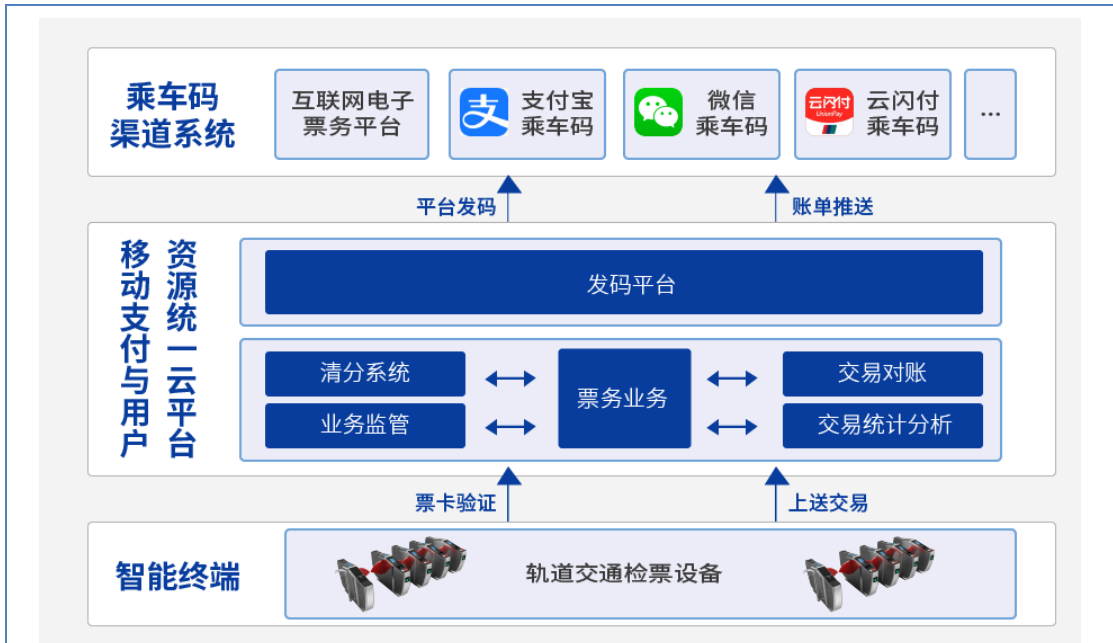 乘车码
渠道系统
互联网电子
票务平台
支
支付宝
乘车码
微信
乘车码
云闪付
UnionPay
云闪付
乘车码
...
平台发码
账单推送
移动支付与用户
资源统一云平台
发码平台
清分系统
票务业务
交易对账
业务监管
交易统计分析
票卡验证
上送交易
智能终端
轨道交通检票设备